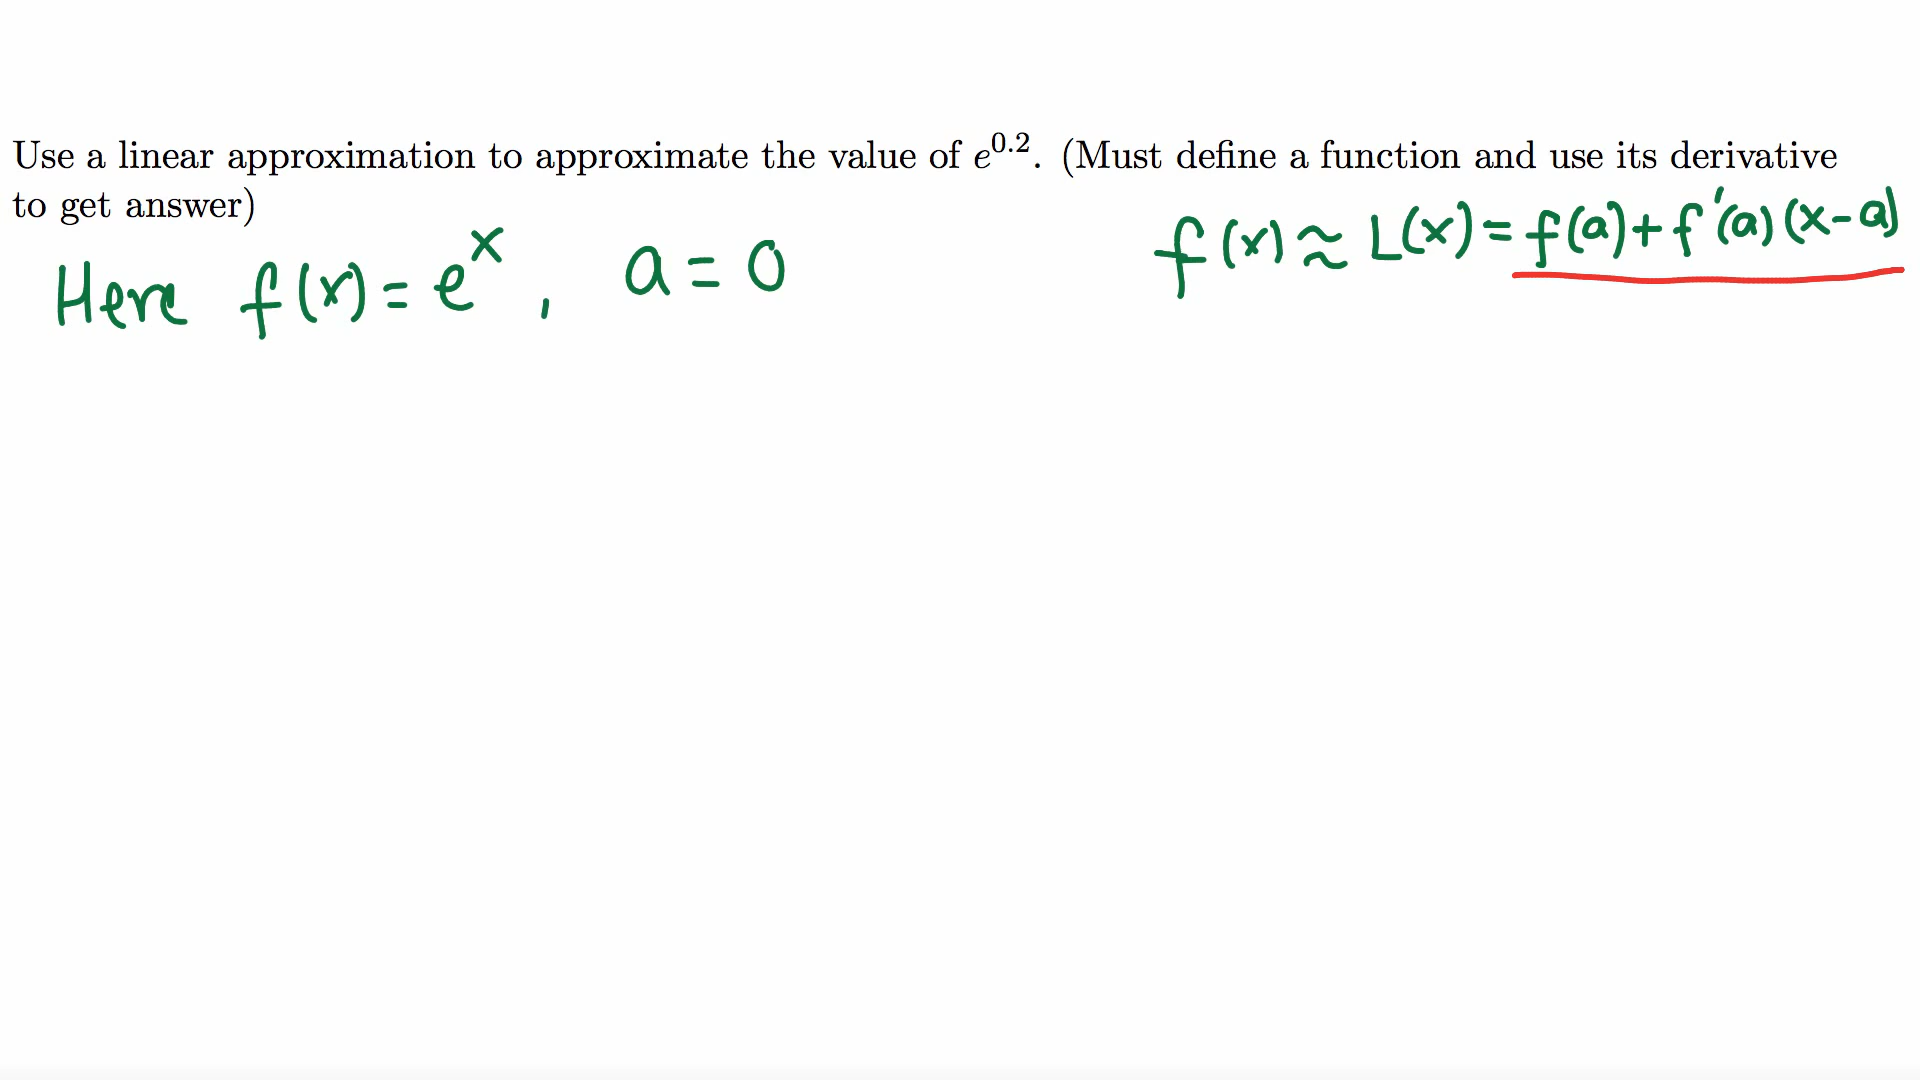 Use a linear approximation to approximate the value of e^0.2. (Must define a function and use its derivative
to get answer)
f(x) ≈ L(x) = f(a) + f'(a)(x-a)
Here f(x) = e^x , a = 0